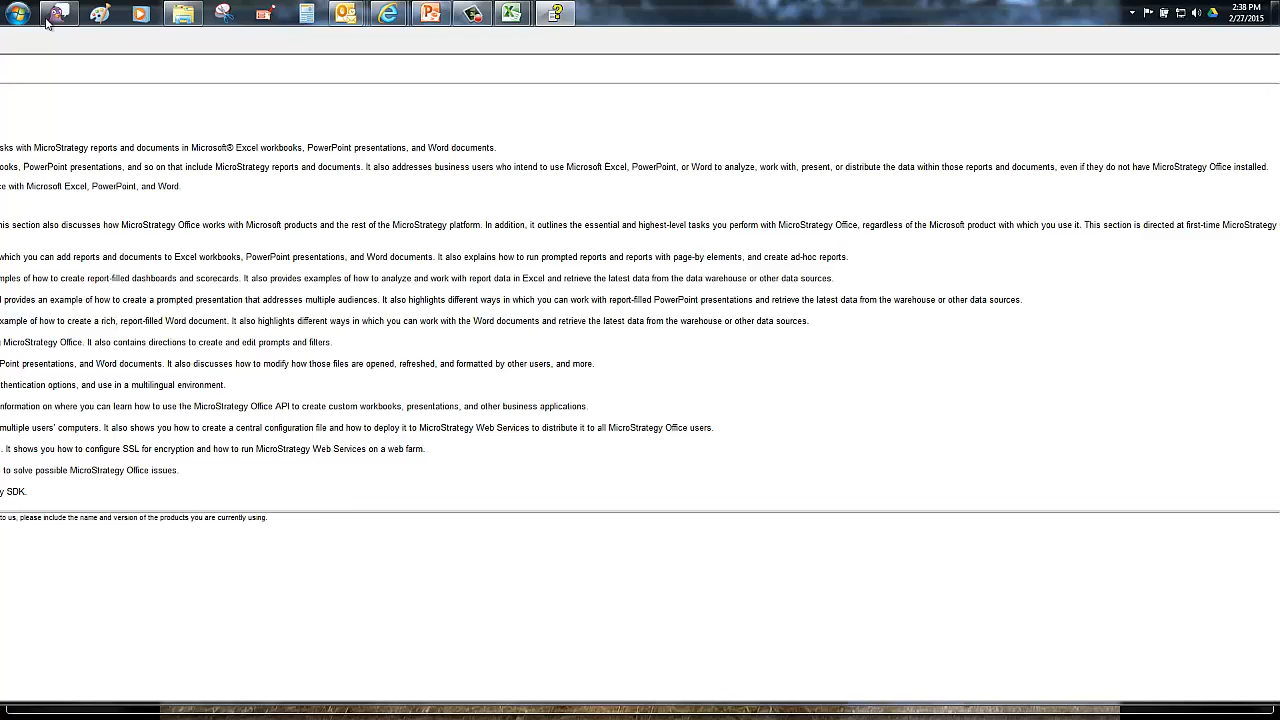 2:38 PM
2/27/2015
sks with MicroStrategy reports and documents in Microsoft® Excel workbooks, PowerPoint presentations, and Word documents.
ooks, PowerPoint presentations, and so on that include MicroStrategy reports and documents. It also addresses business users who intend to use Microsoft Excel, PowerPoint, or Word to analyze, work with, present, or distribute the data within those reports and documents, even if they do not have MicroStrategy Office installed.
ce with Microsoft Excel, PowerPoint, and Word.
his section also discusses how MicroStrategy Office works with Microsoft products and the rest of the MicroStrategy platform. In addition, it outlines the essential and highest-level tasks you perform with MicroStrategy Office, regardless of the Microsoft product with which you use it. This section is directed at first-time MicroStrategy
which you can add reports and documents to Excel workbooks, PowerPoint presentations, and Word documents. It also explains how to run prompted reports and reports with page-by elements, and create ad-hoc reports.
mples of how to create report-filled dashboards and scorecards. It also provides examples of how to analyze and work with report data in Excel and retrieve the latest data from the data warehouse or other data sources.
l provides an example of how to create a prompted presentation that addresses multiple audiences. It also highlights different ways in which you can work with report-filled PowerPoint presentations and retrieve the latest data from the warehouse or other data sources.
xample of how to create a rich, report-filled Word document. It also highlights different ways in which you can work with the Word documents and retrieve the latest data from the warehouse or other data sources.
MicroStrategy Office. It also contains directions to create and edit prompts and filters.
Point presentations, and Word documents. It also discusses how to modify how those files are opened, refreshed, and formatted by other users, and more.
thentication options, and use in a multilingual environment.
nformation on where you can learn how to use the MicroStrategy Office API to create custom workbooks, presentations, and other business applications.
multiple users' computers. It also shows you how to create a central configuration file and how to deploy it to MicroStrategy Web Services to distribute it to all MicroStrategy Office users.
. It shows you how to configure SSL for encryption and how to run MicroStrategy Web Services on a web farm.
to solve possible MicroStrategy Office issues.
y SDK.
to us, please include the name and version of the products you are currently using.